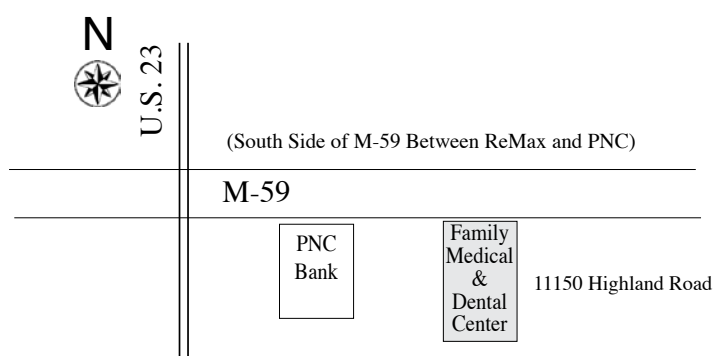 N
U.S. 23
(South Side of M-59 Between ReMax and PNC)
M-59
PNC
Bank
Family
Medical
&
Dental
Center
11150 Highland Road